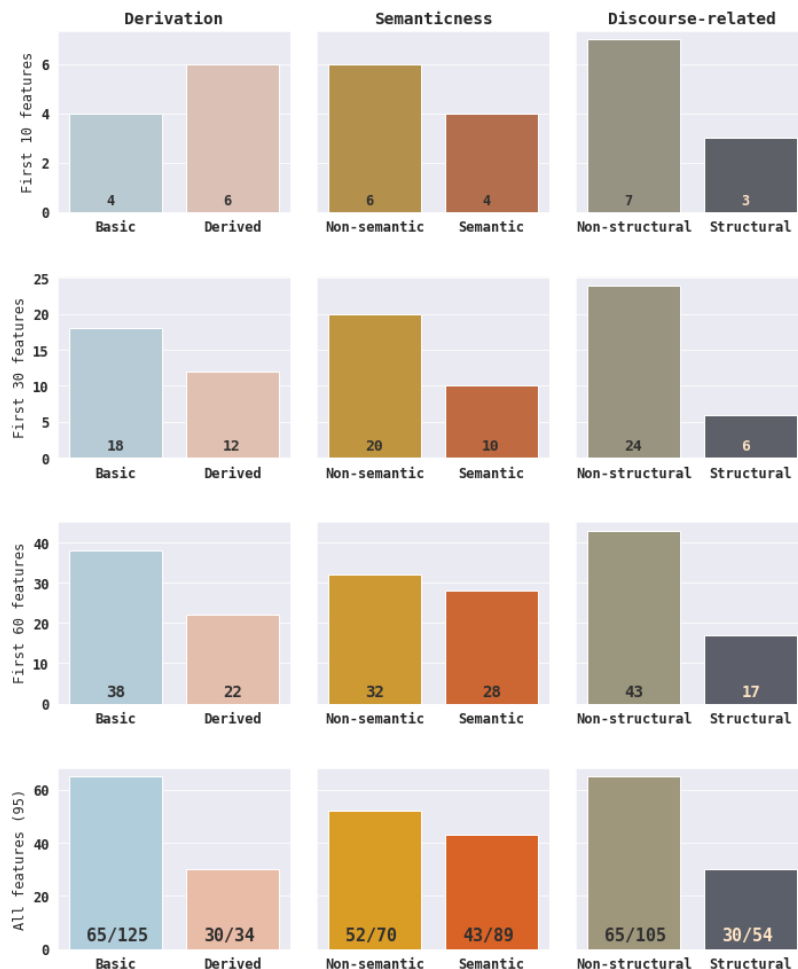 Derivation Semanticness Discourse-related
First 10 features
6
4
2
0
4 6 6 4 7 3
Basic Derived Non-semantic Semantic Non-structural Structural
First 30 features
25
20
15
10
5
0
18 12 20 10 24 6
Basic Derived Non-semantic Semantic Non-structural Structural
First 60 features
40
30
20
10
0
38 22 32 28 43 17
Basic Derived Non-semantic Semantic Non-structural Structural
All features (95)
60
40
20
0
65/125 30/34 52/70 43/89 65/105 30/54
Basic Derived Non-semantic Semantic Non-structural Structural